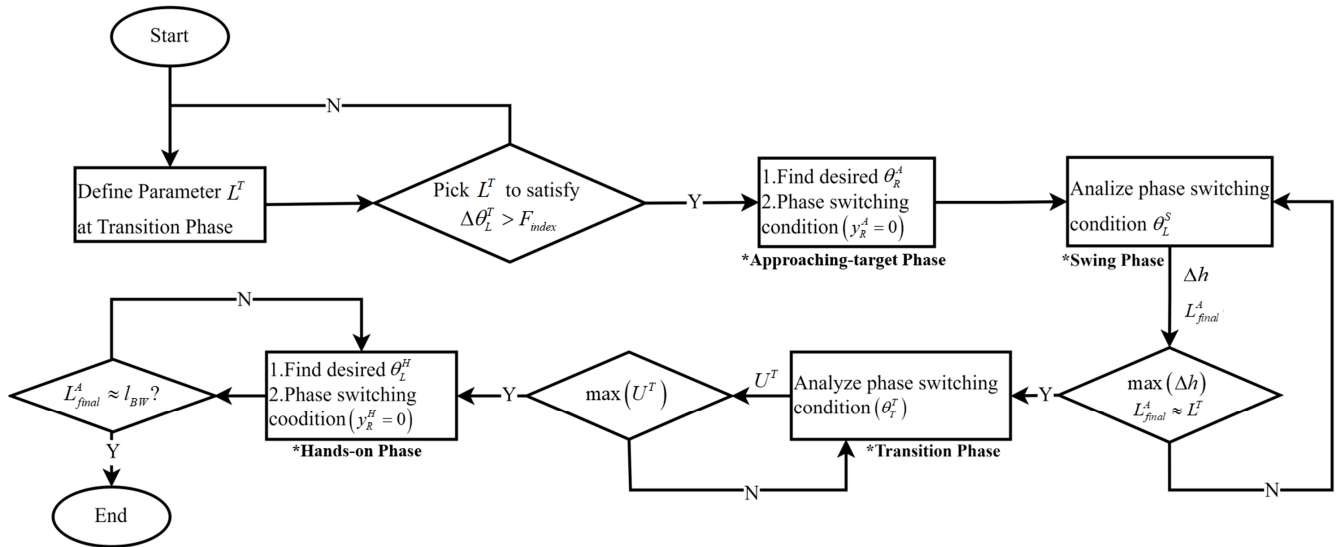 Start
N
Define Parameter L^T
at Transition Phase
Pick L^T to satisfy
Δθ_L^T > F_index
Y
1.Find desired θ_R^A
2.Phase switching
condition(y_R^A = 0)
*Approaching-target Phase
Analize phase switching
condition θ_L^S
*Swing Phase
Δh
L_final^A
max(Δh)
L_final^A ≈ L^T
N
Y
Analyze phase switching
condition(θ_I^T)
*Transition Phase
U^T
max(U^T)
N
Y
1.Find desired θ_L^H
2.Phase switching
coodition(y_R^H = 0)
*Hands-on Phase
N
L_final^A ≈ l_BW?
Y
End